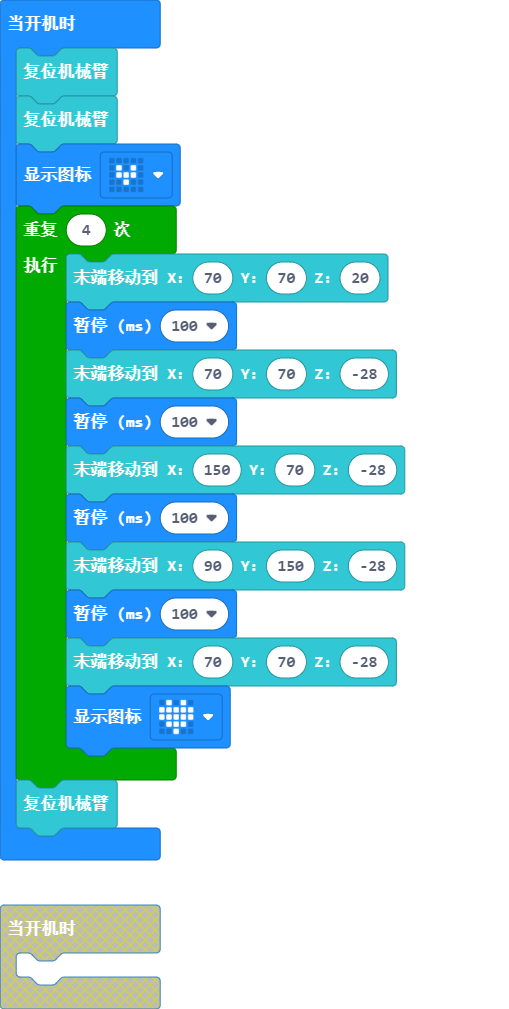 当开机时
复位机械臂
复位机械臂
显示图标
重复 4 次
执行
末端移动到 X: 70 Y: 70 Z: 20
暂停 (ms) 100
末端移动到 X: 70 Y: 70 Z: -28
暂停 (ms) 100
末端移动到 X: 150 Y: 70 Z: -28
暂停 (ms) 100
末端移动到 X: 90 Y: 150 Z: -28
暂停 (ms) 100
末端移动到 X: 70 Y: 70 Z: -28
显示图标
复位机械臂
当开机时